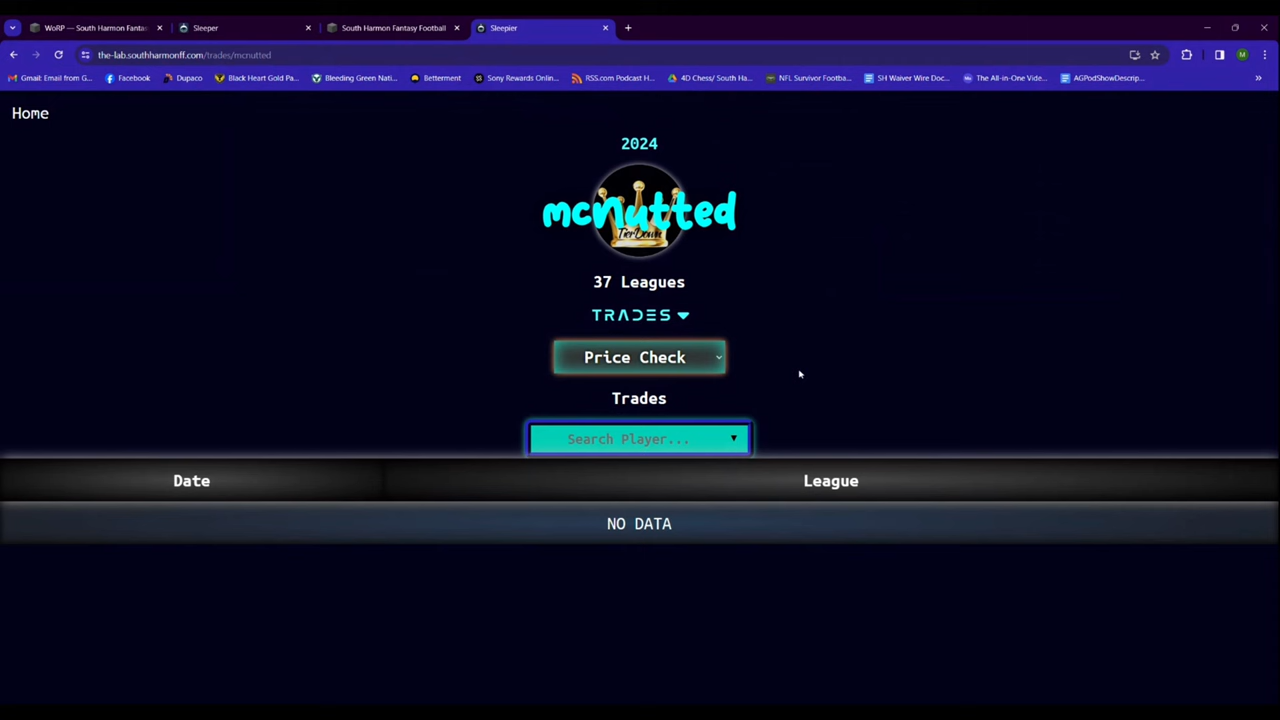 WoRP — South Harmon Fantas
Sleeper
South Harmon Fantasy Football
Sleepier
the-lab.southharmonff.com/trades/mcnutted
M
Gmail: Email from G...
Facebook
Dupaco
Black Heart Gold Pa...
Bleeding Green Nati...
Betterment
Sony Rewards Onlin...
RSS.com Podcast H...
4D Chess/ South Ha...
NFL Survivor Footba...
SH Waiver Wire Doc...
The All-in-One Vide...
AGPodShowDescrip...
Home
2024
mcnutted
TierDown
37 Leagues
TRADES
Price Check
Trades
Search Player...
Date League
NO DATA